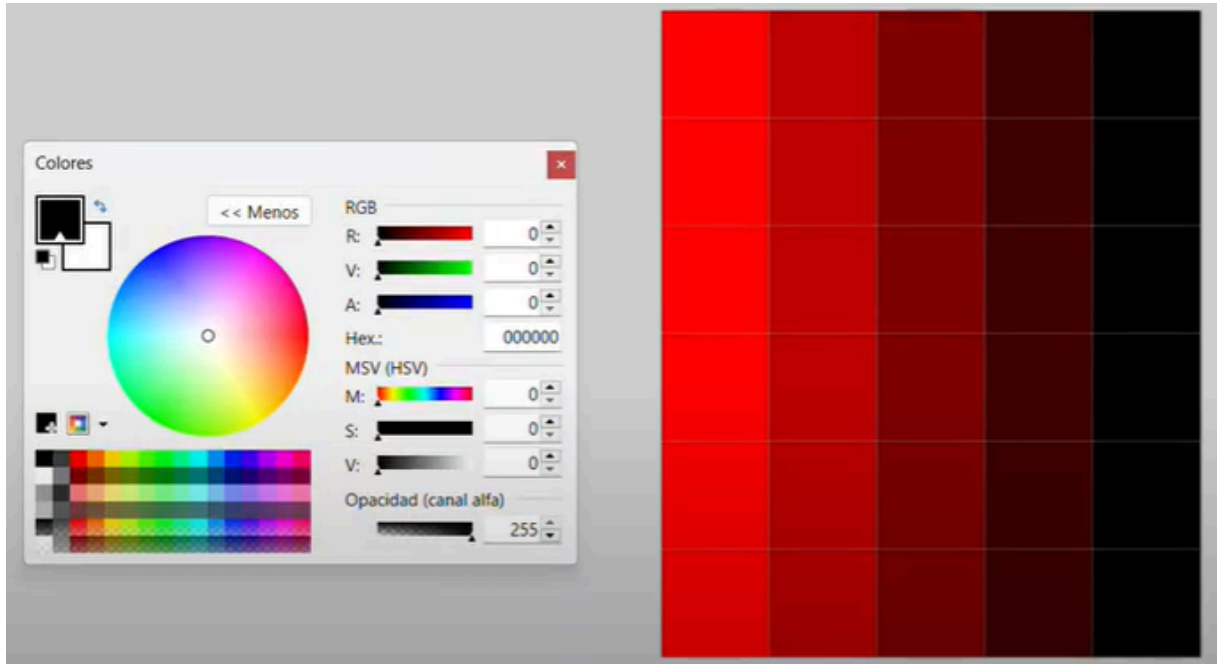 Colores
<< Menos
RGB
R: 0
V: 0
A: 0
Hex.: 000000
MSV (HSV)
M: 0
S: 0
V: 0
Opacidad (canal alfa)
255